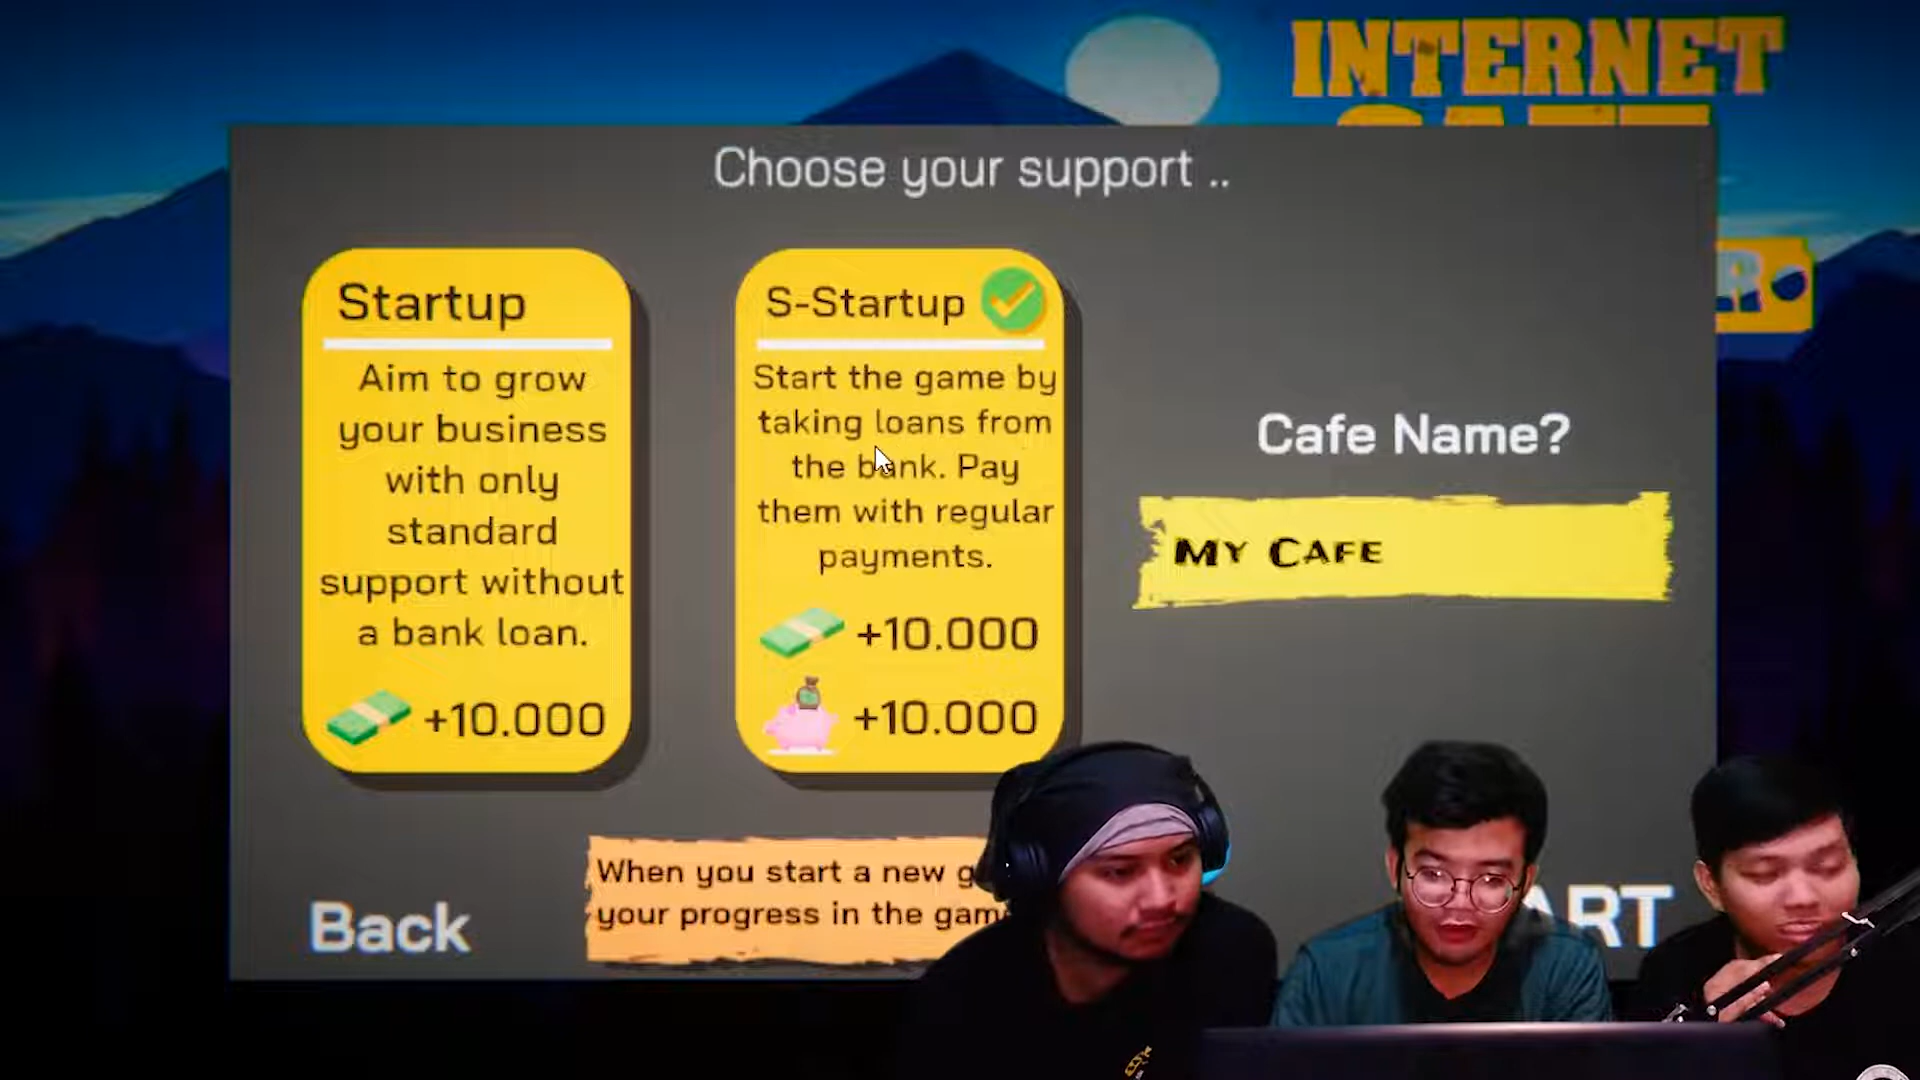 INTERNET
Choose your support ..
Startup
Aim to grow
your business
with only
standard
support without
a bank loan.
+10.000
S-Startup
Start the game by
taking loans from
the bank. Pay
them with regular
payments.
+10.000
+10.000
Cafe Name?
MY CAFE
Back
When you start a new
your progress in the